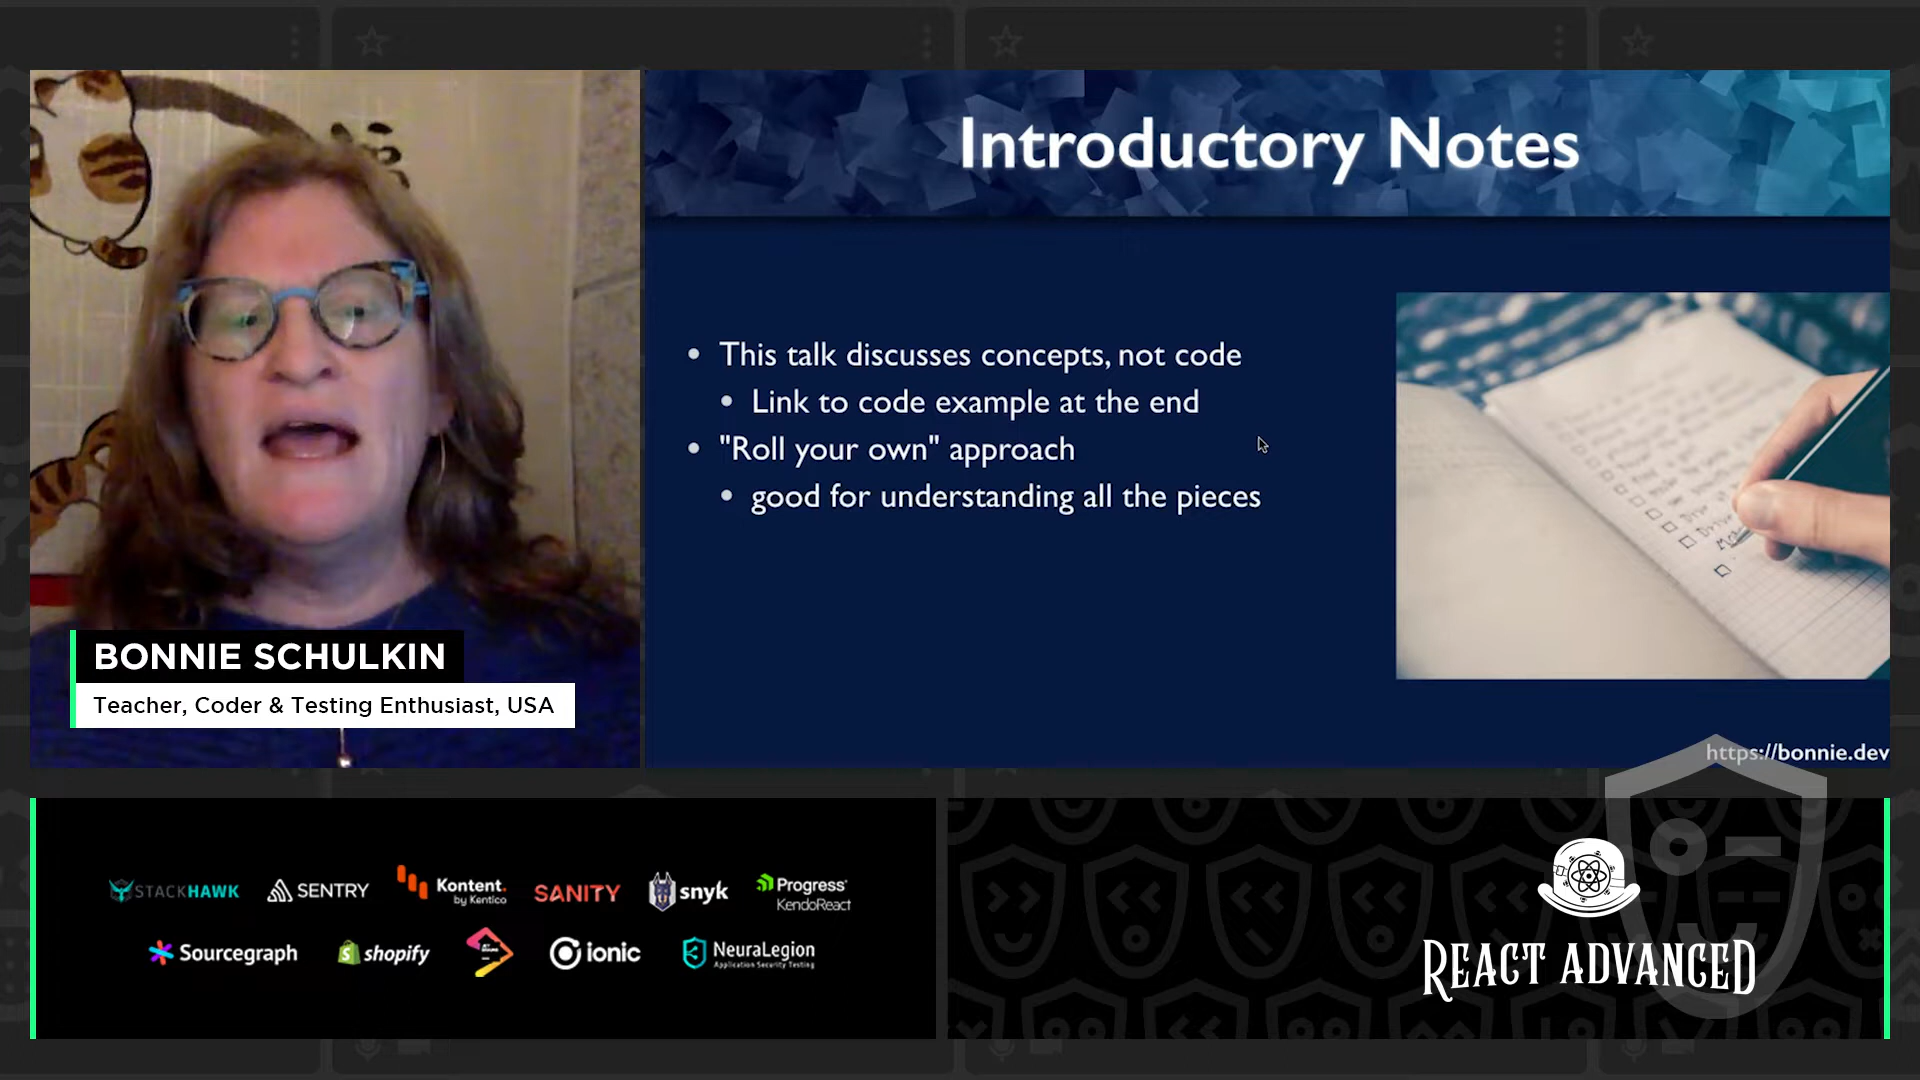 Introductory Notes
• This talk discusses concepts, not code
• Link to code example at the end
• "Roll your own" approach
• good for understanding all the pieces
https://bonnie.dev
BONNIE SCHULKIN
Teacher, Coder & Testing Enthusiast, USA
STACKHAWK SENTRY Kontent. by Kentico SANITY snyk Progress® KendoReact
Sourcegraph shopify ionic NeuraLegion Application Security Testing
REACT ADVANCED